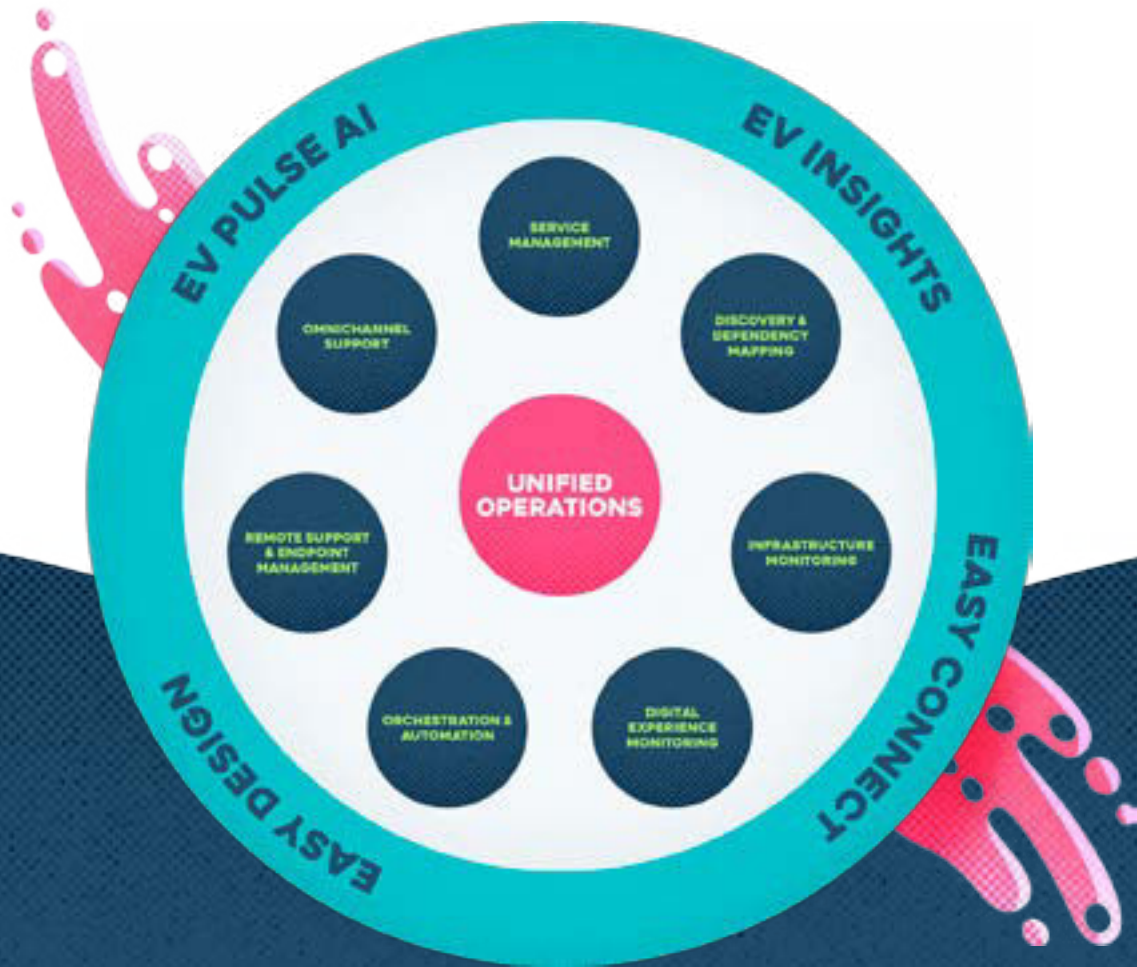 EV PULSE AI
EV INSIGHTS
SERVICE
MANAGEMENT
OMNICHANNEL
SUPPORT
DISCOVERY &
DEPENDENCY
MAPPING
UNIFIED
OPERATIONS
REMOTE SUPPORT
& ENDPOINT
MANAGEMENT
INFRASTRUCTURE
MONITORING
ORCHESTRATION &
AUTOMATION
DIGITAL
EXPERIENCE
MONITORING
EASY DESIGN
EASY CONNECT